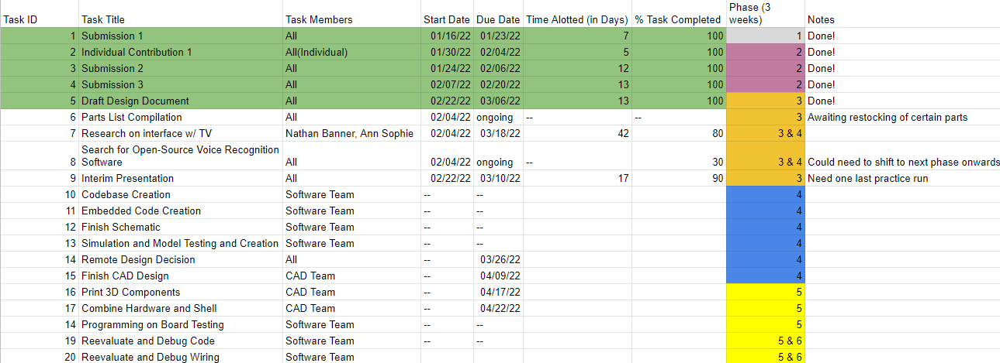 Task ID Task Title Task Members Start Date Due Date Time Alotted (in Days) % Task Completed Phase (3 weeks) Notes
1 Submission 1 All 01/16/22 01/23/22 7 100 1 Done!
2 Individual Contribution 1 All(Individual) 01/30/22 02/04/22 5 100 2 Done!
3 Submission 2 All 01/24/22 02/06/22 12 100 2 Done!
4 Submission 3 All 02/07/22 02/20/22 13 100 2 Done!
5 Draft Design Document All 02/22/22 03/06/22 13 100 3 Done!
6 Parts List Compilation All 02/04/22 ongoing -- -- 3 Awaiting restocking of certain parts
7 Research on interface w/ TV Nathan Banner, Ann Sophie 02/04/22 03/18/22 42 80 3 & 4
8 Search for Open-Source Voice Recognition Software All 02/04/22 ongoing -- 30 3 & 4 Could need to shift to next phase onwards
9 Interim Presentation All 02/22/22 03/10/22 17 90 3 Need one last practice run
10 Codebase Creation Software Team -- -- 4
11 Embedded Code Creation Software Team -- -- 4
12 Finish Schematic Software Team -- -- 4
13 Simulation and Model Testing and Creation Software Team -- -- 4
14 Remote Design Decision All -- 03/26/22 4
15 Finish CAD Design CAD Team -- 04/09/22 4
16 Print 3D Components CAD Team -- 04/17/22 5
17 Combine Hardware and Shell CAD Team -- 04/22/22 5
14 Programming on Board Testing Software Team -- -- 5
19 Reevaluate and Debug Code Software Team -- -- 5 & 6
20 Reevaluate and Debug Wiring Software Team 5 & 6